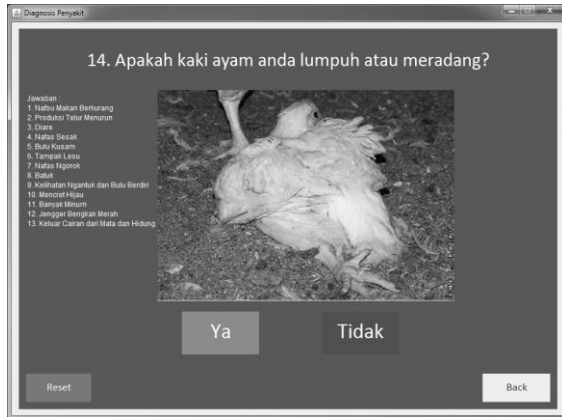 Diagnosis Penyakit
14. Apakah kaki ayam anda lumpuh atau meradang?
Jawaban :
1. Nafsu Makan Berkurang
2. Produksi Telur Menurun
3. Diare
4. Nafas Sesak
5. Bulu Kusam
6. Tampak Lesu
7. Nafas Ngorok
8. Batuk
9. Kelihatan Ngantuk dan Bulu Berdiri
10. Mencret Hijau
11. Banyak Minum
12. Jengger Bengkak Merah
13. Keluar Cairan dari Mata dan Hidung
Ya
Tidak
Reset
Back